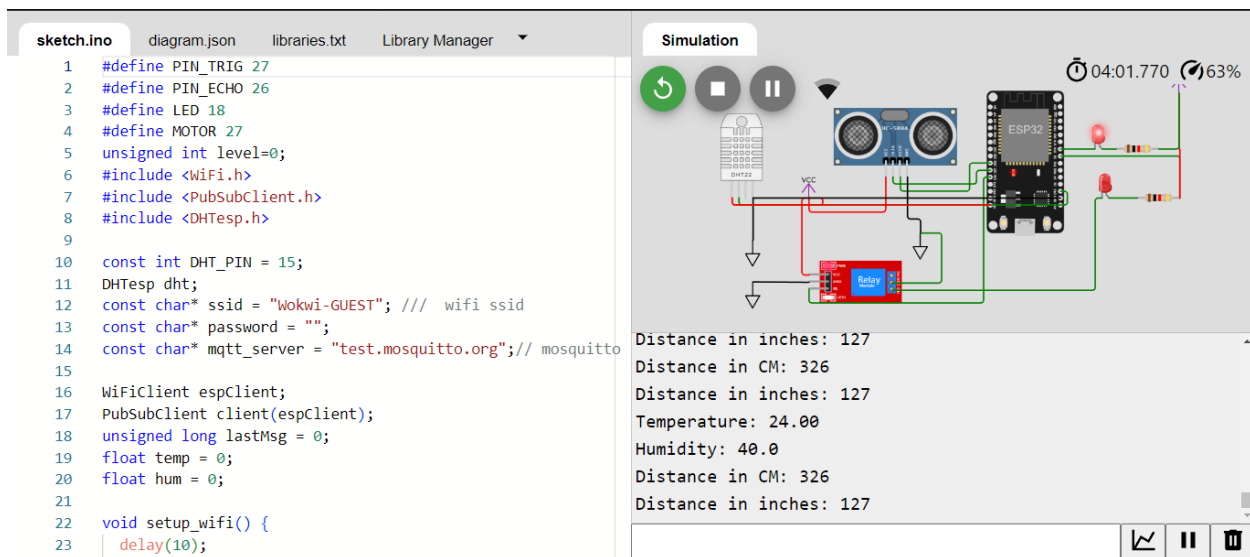 sketch.ino diagram.json libraries.txt Library Manager
1 #define PIN_TRIG 27
2 #define PIN_ECHO 26
3 #define LED 18
4 #define MOTOR 27
5 unsigned int level=0;
6 #include <WiFi.h>
7 #include <PubSubClient.h>
8 #include <DHTesp.h>
9
10 const int DHT_PIN = 15;
11 DHTesp dht;
12 const char* ssid = "Wokwi-GUEST"; ///  wifi ssid
13 const char* password = "";
14 const char* mqtt_server = "test.mosquitto.org";// mosquitto
15
16 WiFiClient espClient;
17 PubSubClient client(espClient);
18 unsigned long lastMsg = 0;
19 float temp = 0;
20 float hum = 0;
21
22 void setup_wifi() {
23 delay(10);
Simulation
04:01.770 63%
ESP32
DHT22
VCC
Relay
Distance in inches: 127
Distance in CM: 326
Distance in inches: 127
Temperature: 24.00
Humidity: 40.0
Distance in CM: 326
Distance in inches: 127